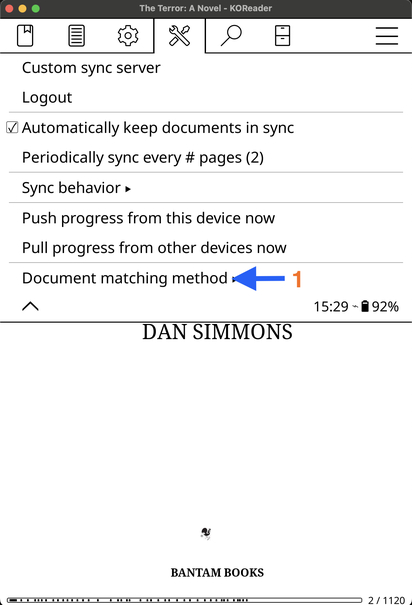 The Terror: A Novel - KOReader
Custom sync server
Logout
Automatically keep documents in sync
Periodically sync every # pages (2)
Sync behavior ▸
Push progress from this device now
Pull progress from other devices now
Document matching method
1
15:29 92%
DAN SIMMONS
BANTAM BOOKS
2 / 1120